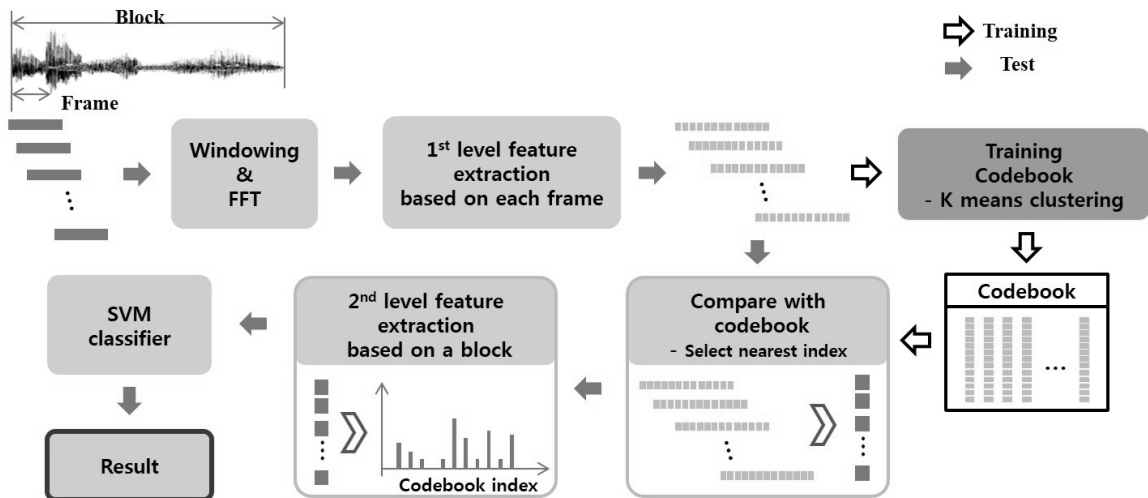 Block
Training
Test
Frame
Windowing
&
FFT
1st level feature
extraction
based on each frame
Training
Codebook
- K means clustering
SVM
classifier
2nd level feature
extraction
based on a block
Compare with
codebook
- Select nearest index
Codebook
...
Result
Codebook index